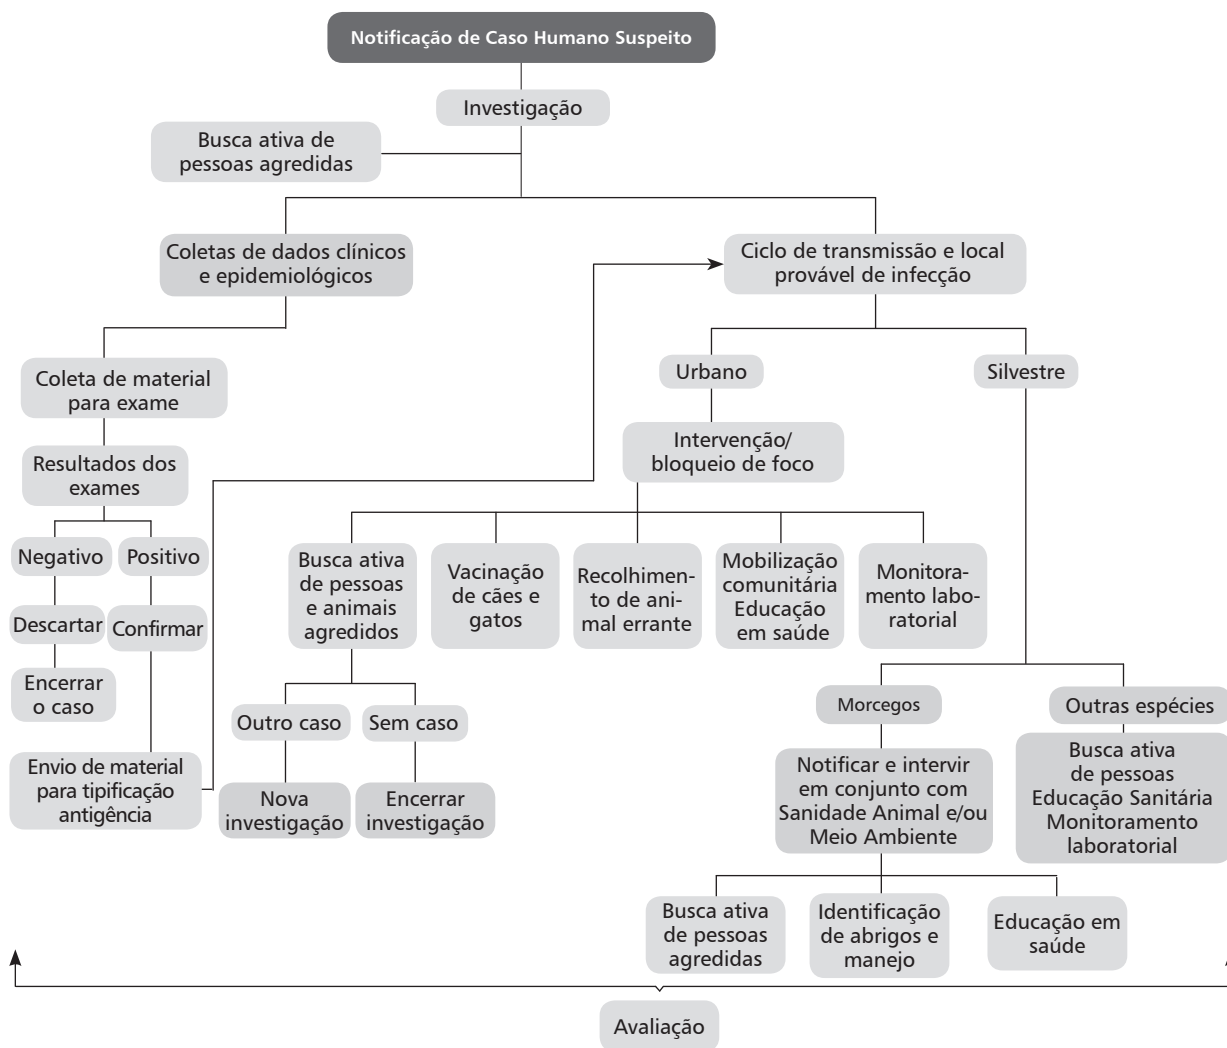 Notificação de Caso Humano Suspeito
Investigação
Busca ativa de
pessoas agredidas
Coletas de dados clínicos
e epidemiológicos
Ciclo de transmissão e local
provável de infecção
Coleta de material
para exame
Urbano
Silvestre
Intervenção/
bloqueio de foco
Resultados dos
exames
Negativo
Positivo
Descartar
Confirmar
Encerrar
o caso
Envio de material
para tipificação
antigência
Busca ativa
de pessoas
e animais
agredidos
Vacinação
de cães e
gatos
Recolhimen-
to de ani-
mal errante
Mobilização
comunitária
Educação
em saúde
Monitora-
mento labo-
ratorial
Outro caso
Sem caso
Nova
investigação
Encerrar
investigação
Morcegos
Outras espécies
Notificar e intervir
em conjunto com
Sanidade Animal e/ou
Meio Ambiente
Busca ativa
de pessoas
Educação Sanitária
Monitoramento
laboratorial
Busca ativa
de pessoas
agredidas
Identificação
de abrigos e
manejo
Educação em
saúde
Avaliação